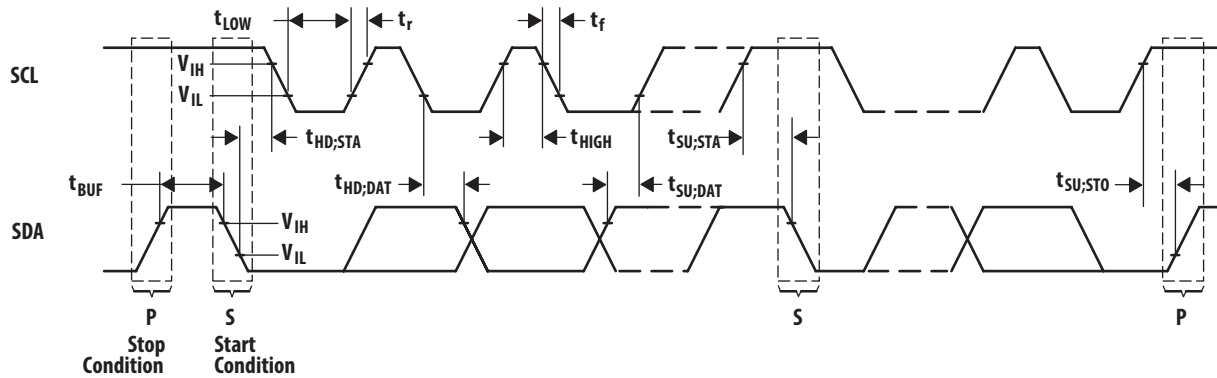 tLOW
tr
tf
SCL
VIH
VIL
tHD;STA
tHIGH
tSU;STA
tBUF
tHD;DAT
tSU;DAT
tSU;STO
SDA
VIH
VIL
P
S
S
P
Stop
Condition
Start
Condition